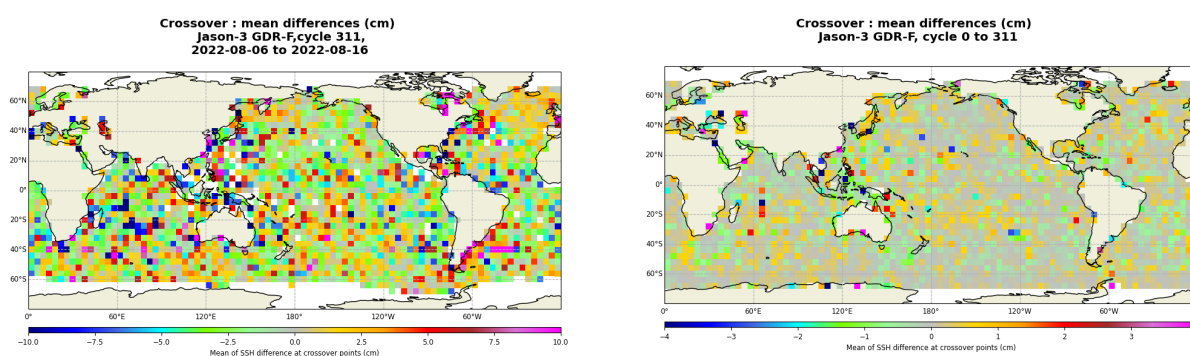 Crossover : mean differences (cm)
Jason-3 GDR-F,cycle 311,
2022-08-06 to 2022-08-16
60°N
40°N
20°N
0°
20°S
40°S
60°S
0° 60°E 120°E 180° 120°W 60°W
−10.0 −7.5 −5.0 −2.5 0.0 2.5 5.0 7.5 10.0
Mean of SSH difference at crossover points (cm)
Crossover : mean differences (cm)
Jason-3 GDR-F, cycle 0 to 311
60°N
40°N
20°N
0°
20°S
40°S
60°S
0° 60°E 120°E 180° 120°W 60°W
−4 −3 −2 −1 0 1 2 3
Mean of SSH difference at crossover points (cm)